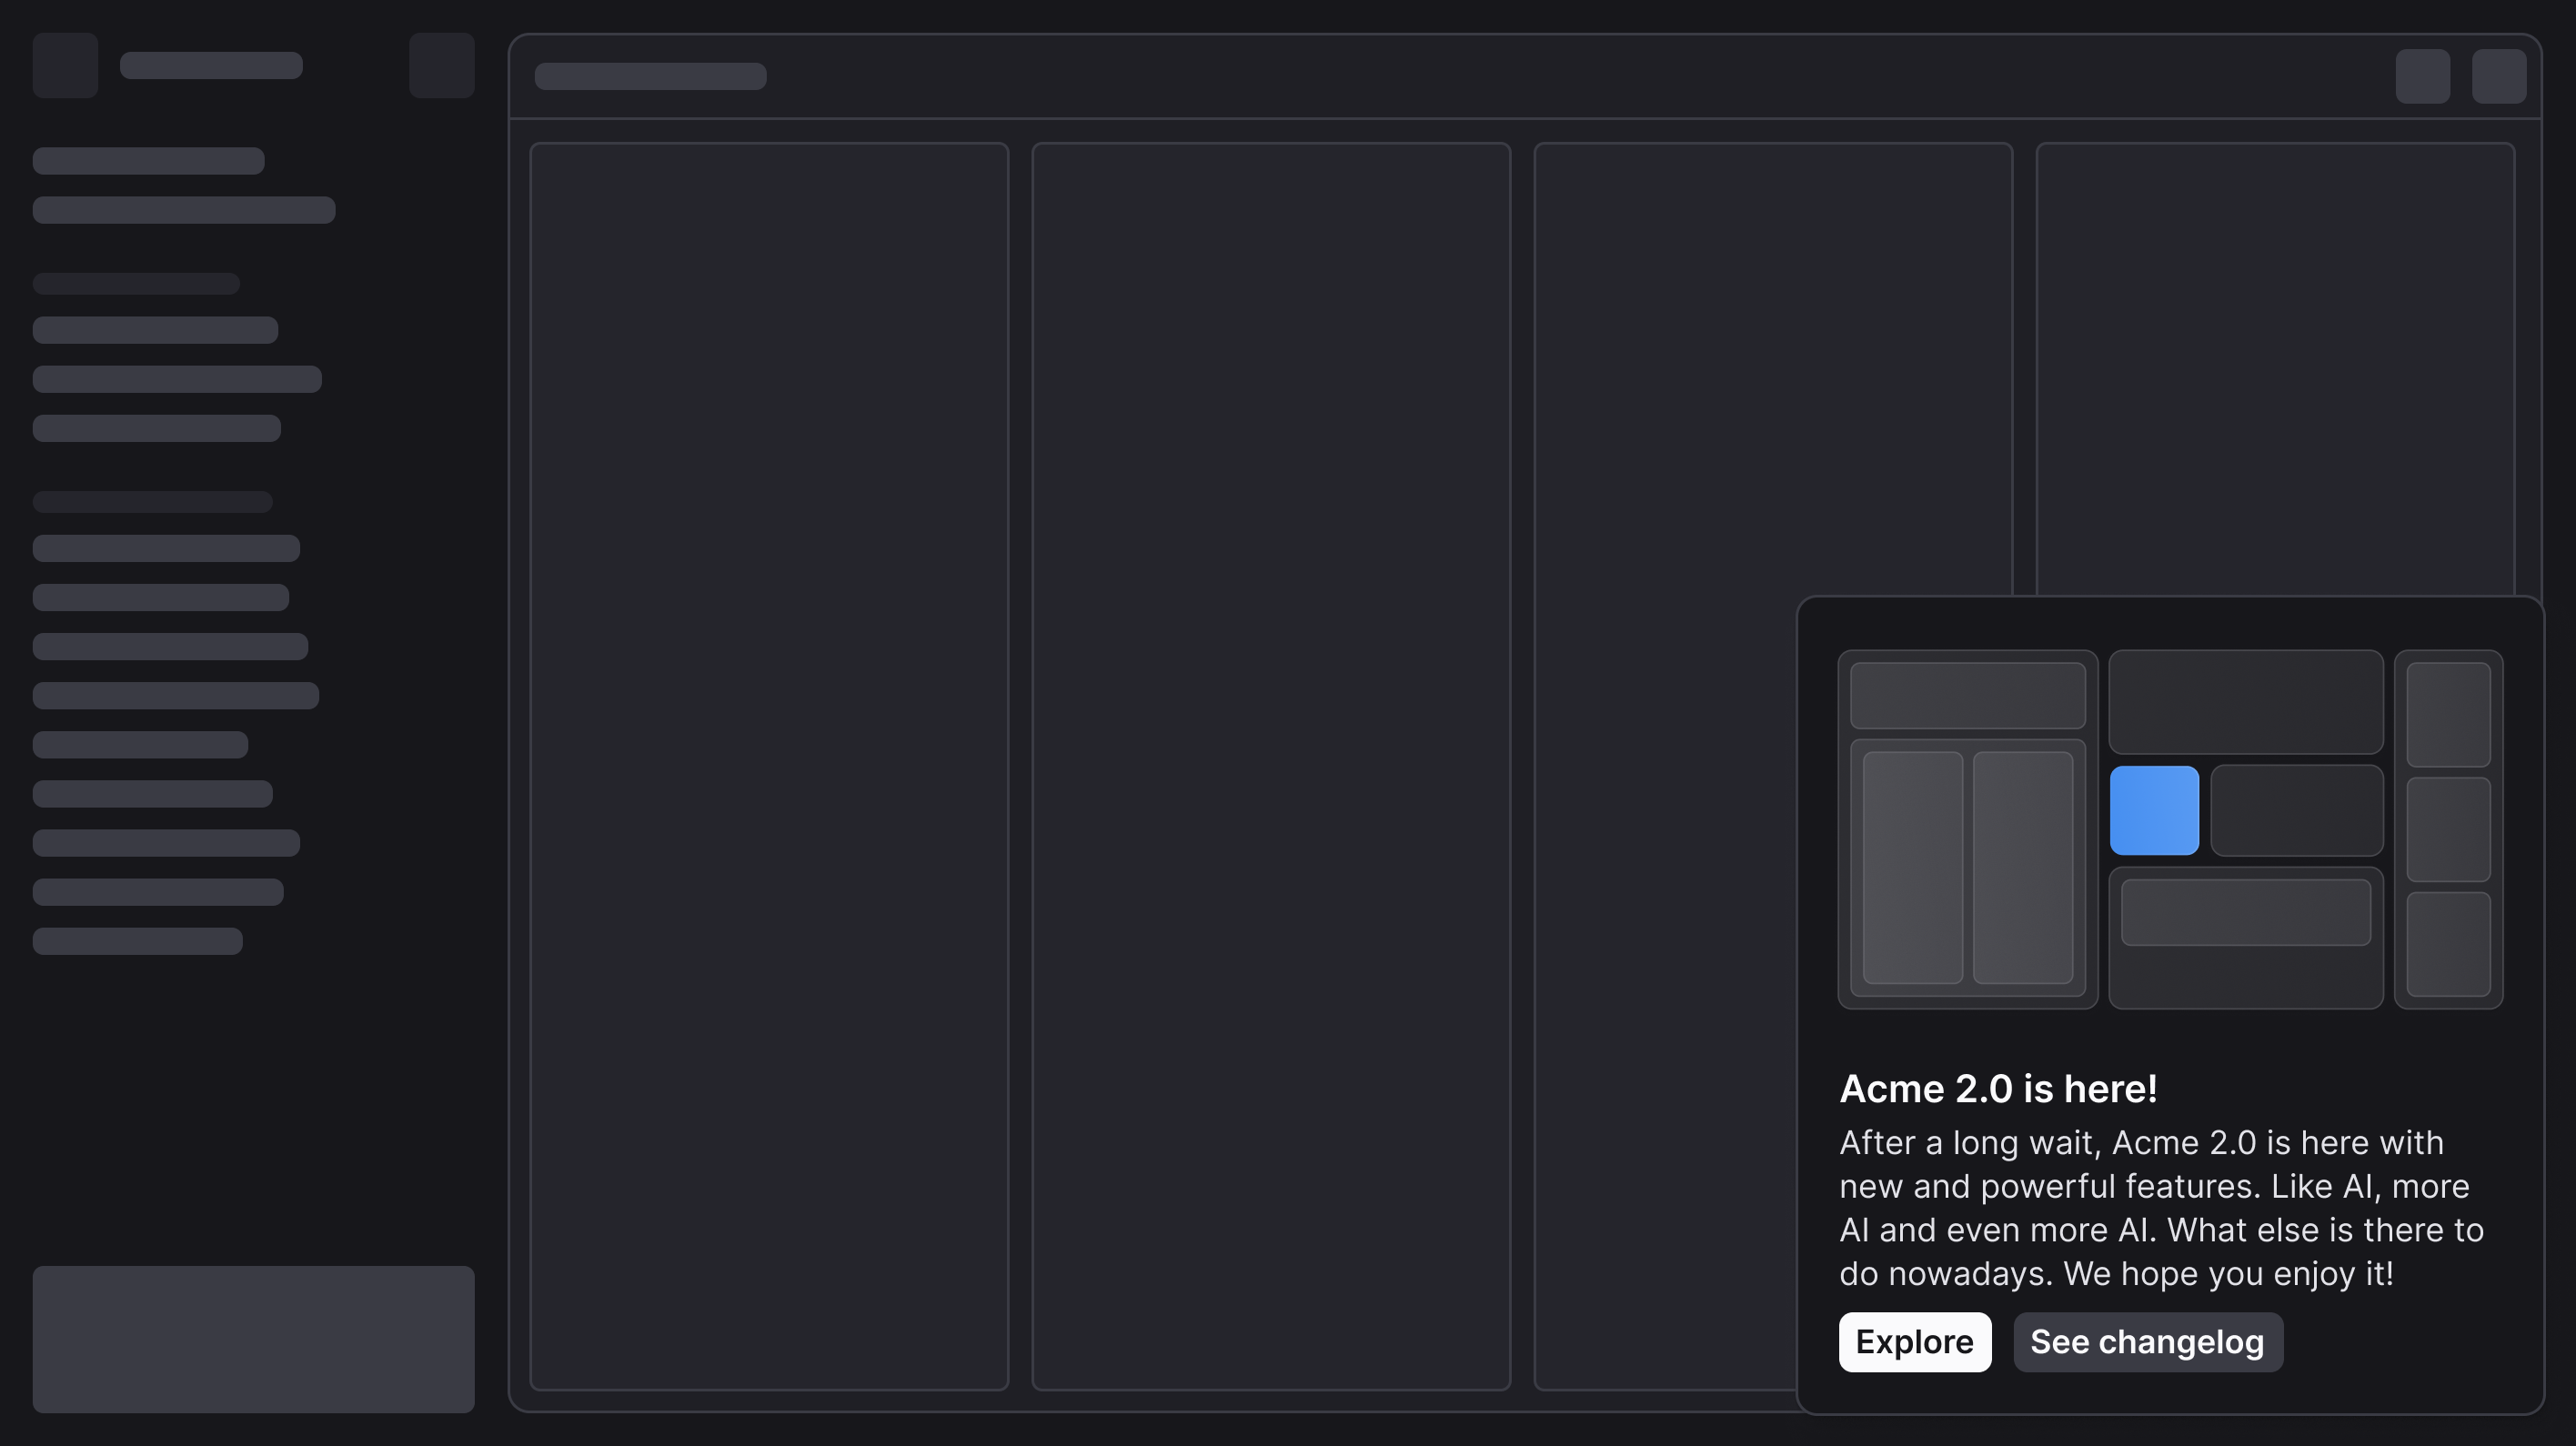 Acme 2.0 is here!
After a long wait, Acme 2.0 is here with
new and powerful features. Like AI, more
AI and even more AI. What else is there to
do nowadays. We hope you enjoy it!
Explore
See changelog